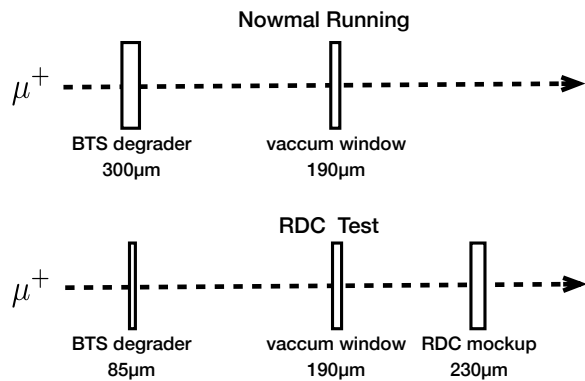 Nowmal Running
μ⁺
BTS degrader vaccum window
300μm 190μm
RDC Test
μ⁺
BTS degrader vaccum window RDC mockup
85μm 190μm 230μm